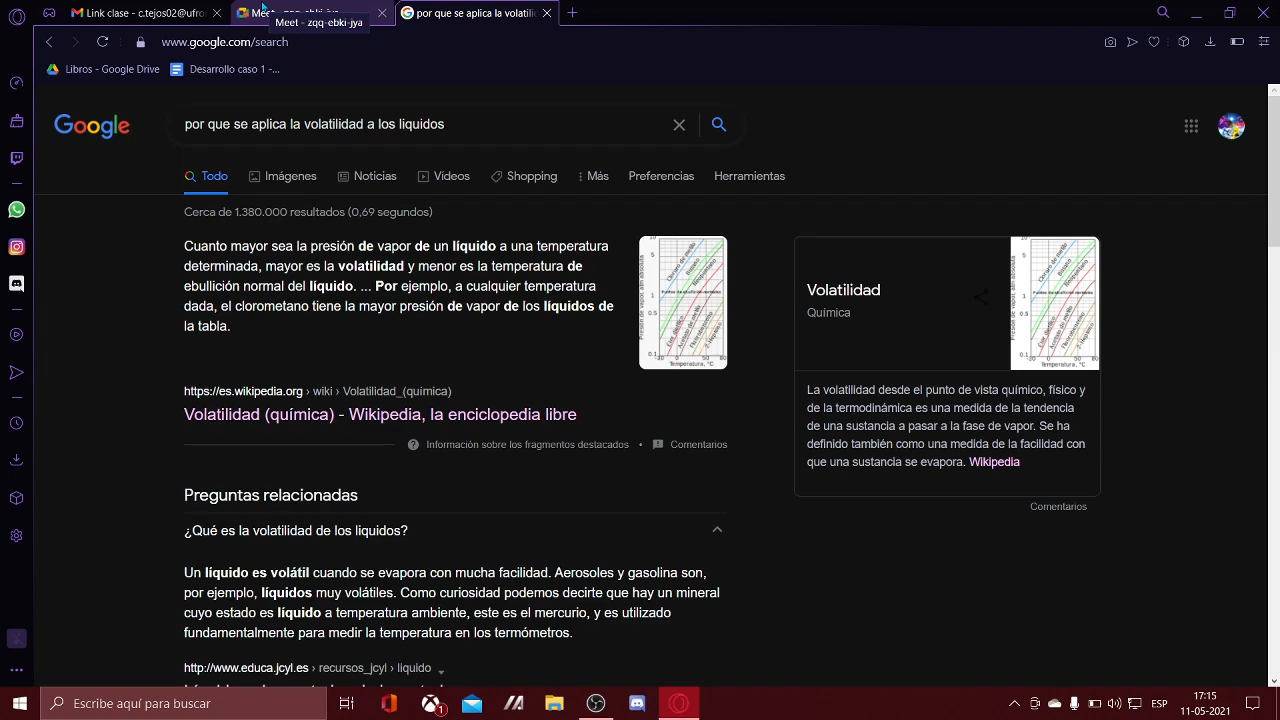 Link clase - c.tejos02@ufro
Meet - zqq-ebki-jya
por que se aplica la volatilid
Meet - zqq-ebki-jya
www.google.com/search
Libros - Google Drive
Desarrollo caso 1 -...
Google
por que se aplica la volatilidad a los liquidos
Todo
Imágenes
Noticias
Vídeos
Shopping
Más
Preferencias
Herramientas
Cerca de 1.380.000 resultados (0,69 segundos)
Cuanto mayor sea la presión de vapor de un líquido a una temperatura
determinada, mayor es la volatilidad y menor es la temperatura de
ebullición normal del líquido. ... Por ejemplo, a cualquier temperatura
dada, el clorometano tiene la mayor presión de vapor de los líquidos de
la tabla.
Temperatura, °C
https://es.wikipedia.org › wiki › Volatilidad_(química)
Volatilidad (química) - Wikipedia, la enciclopedia libre
Información sobre los fragmentos destacados • Comentarios
Preguntas relacionadas
¿Qué es la volatilidad de los liquidos?
Un líquido es volátil cuando se evapora con mucha facilidad. Aerosoles y gasolina son,
por ejemplo, líquidos muy volátiles. Como curiosidad podemos decirte que hay un mineral
cuyo estado es líquido a temperatura ambiente, este es el mercurio, y es utilizado
fundamentalmente para medir la temperatura en los termómetros.
http://www.educa.jcyl.es › recursos_jcyl › liquido
Volatilidad
Química
Temperatura, °C
La volatilidad desde el punto de vista químico, físico y
de la termodinámica es una medida de la tendencia
de una sustancia a pasar a la fase de vapor. Se ha
definido también como una medida de la facilidad con
que una sustancia se evapora. Wikipedia
Comentarios
Escribe aquí para buscar
1
ESP
17:15
11-05-2021